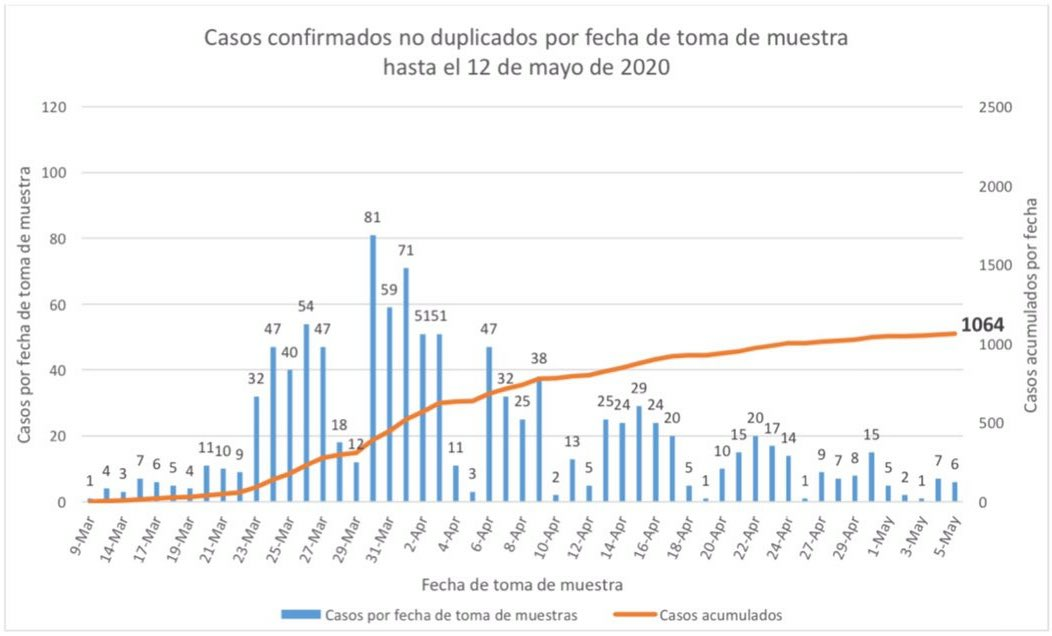 Casos confirmados no duplicados por fecha de toma de muestra
hasta el 12 de mayo de 2020
Casos por fecha de toma de muestra
120
100
80
60
40
20
0
1 4 3 7 6 5 4 11 10 9 32 47 40 54 47 18 12 81 59 71 51 51 11 3 47 32 25 38 2 13 5 25 24 29 24 20 5 1 10 15 20 17 14 1 9 7 8 15 5 2 1 7 6
1064
2500
2000
1500
1000
500
0
Casos acumulados por fecha
9-Mar 14-Mar 17-Mar 19-Mar 21-Mar 23-Mar 25-Mar 27-Mar 29-Mar 31-Mar 2-Apr 4-Apr 6-Apr 8-Apr 10-Apr 12-Apr 14-Apr 16-Apr 18-Apr 20-Apr 22-Apr 24-Apr 27-Apr 29-Apr 1-May 3-May 5-May
Fecha de toma de muestra
Casos por fecha de toma de muestras
Casos acumulados